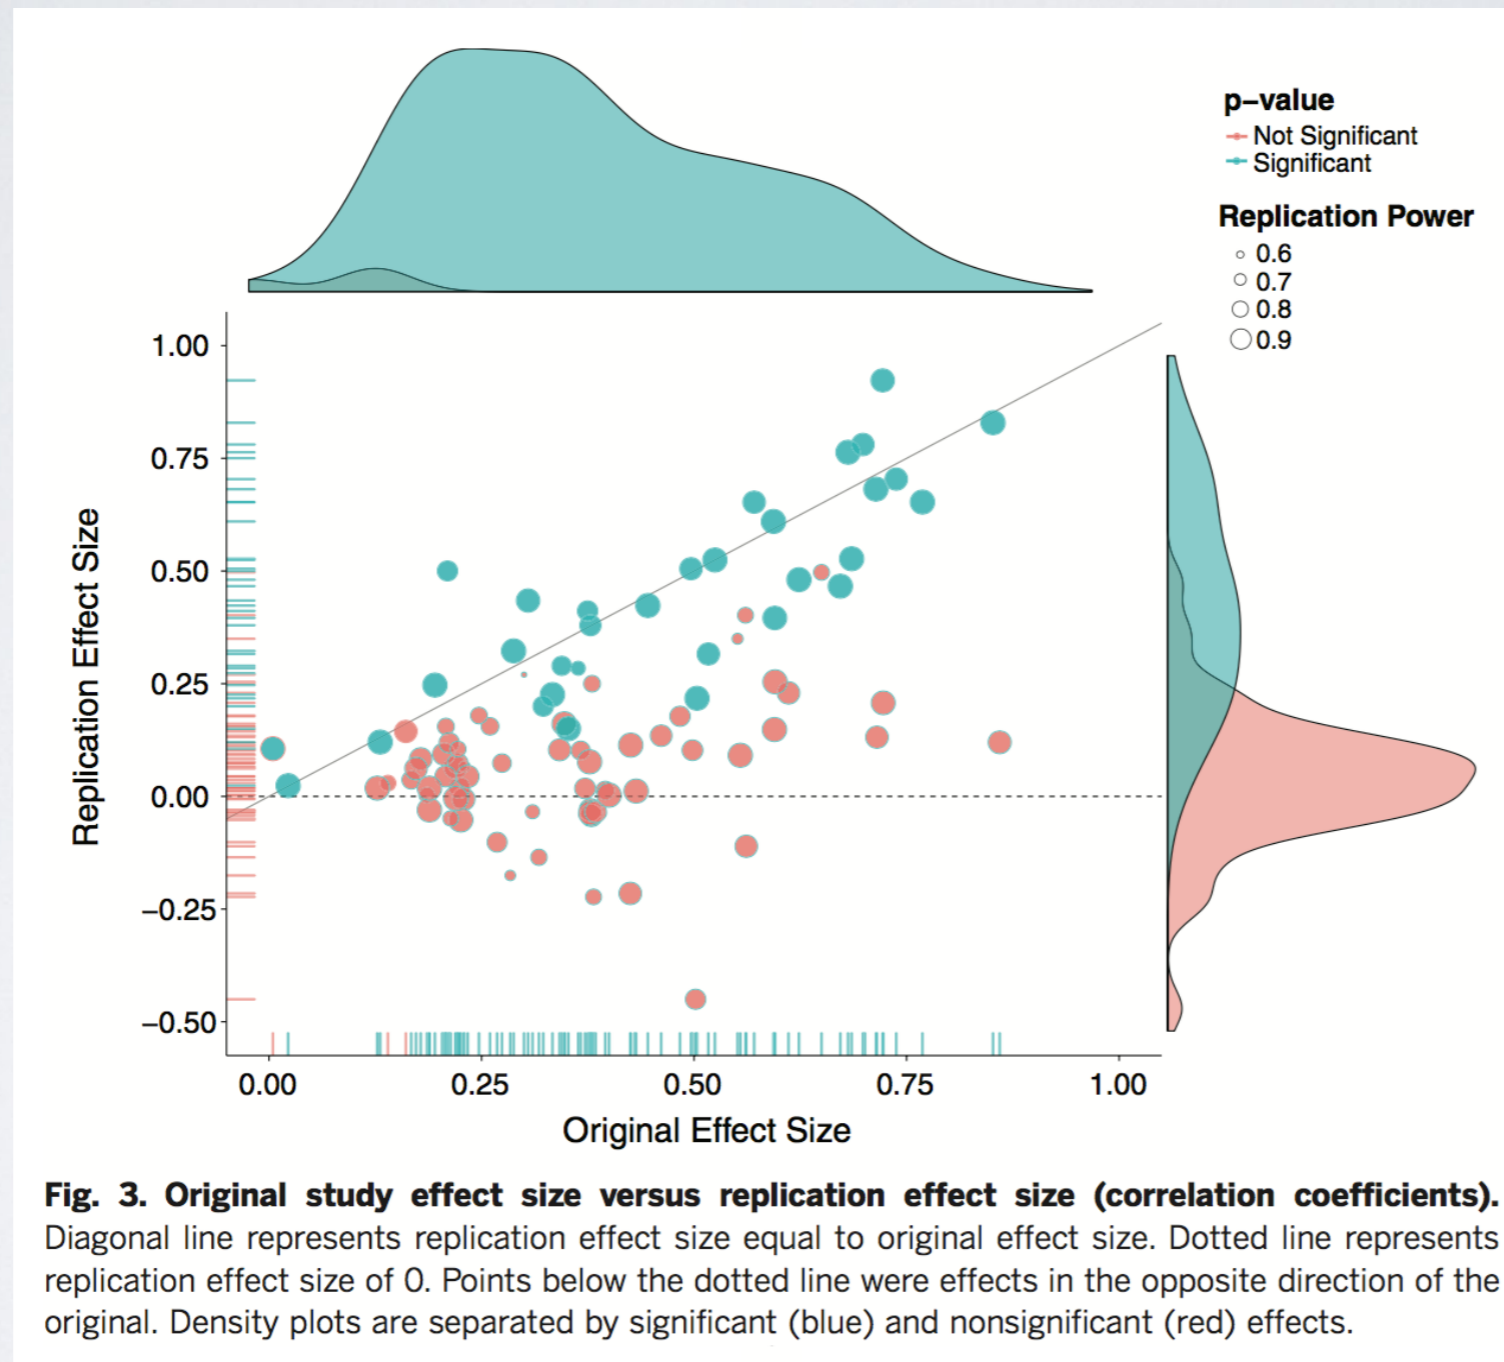 p–value
Not Significant
Significant
Replication Power
0.6
0.7
0.8
0.9
1.00
0.75
0.50
0.25
0.00
−0.25
−0.50
Replication Effect Size
0.00
0.25
0.50
0.75
1.00
Original Effect Size
Fig. 3. Original study effect size versus replication effect size (correlation coefficients).
Diagonal line represents replication effect size equal to original effect size. Dotted line represents
replication effect size of 0. Points below the dotted line were effects in the opposite direction of the
original. Density plots are separated by significant (blue) and nonsignificant (red) effects.